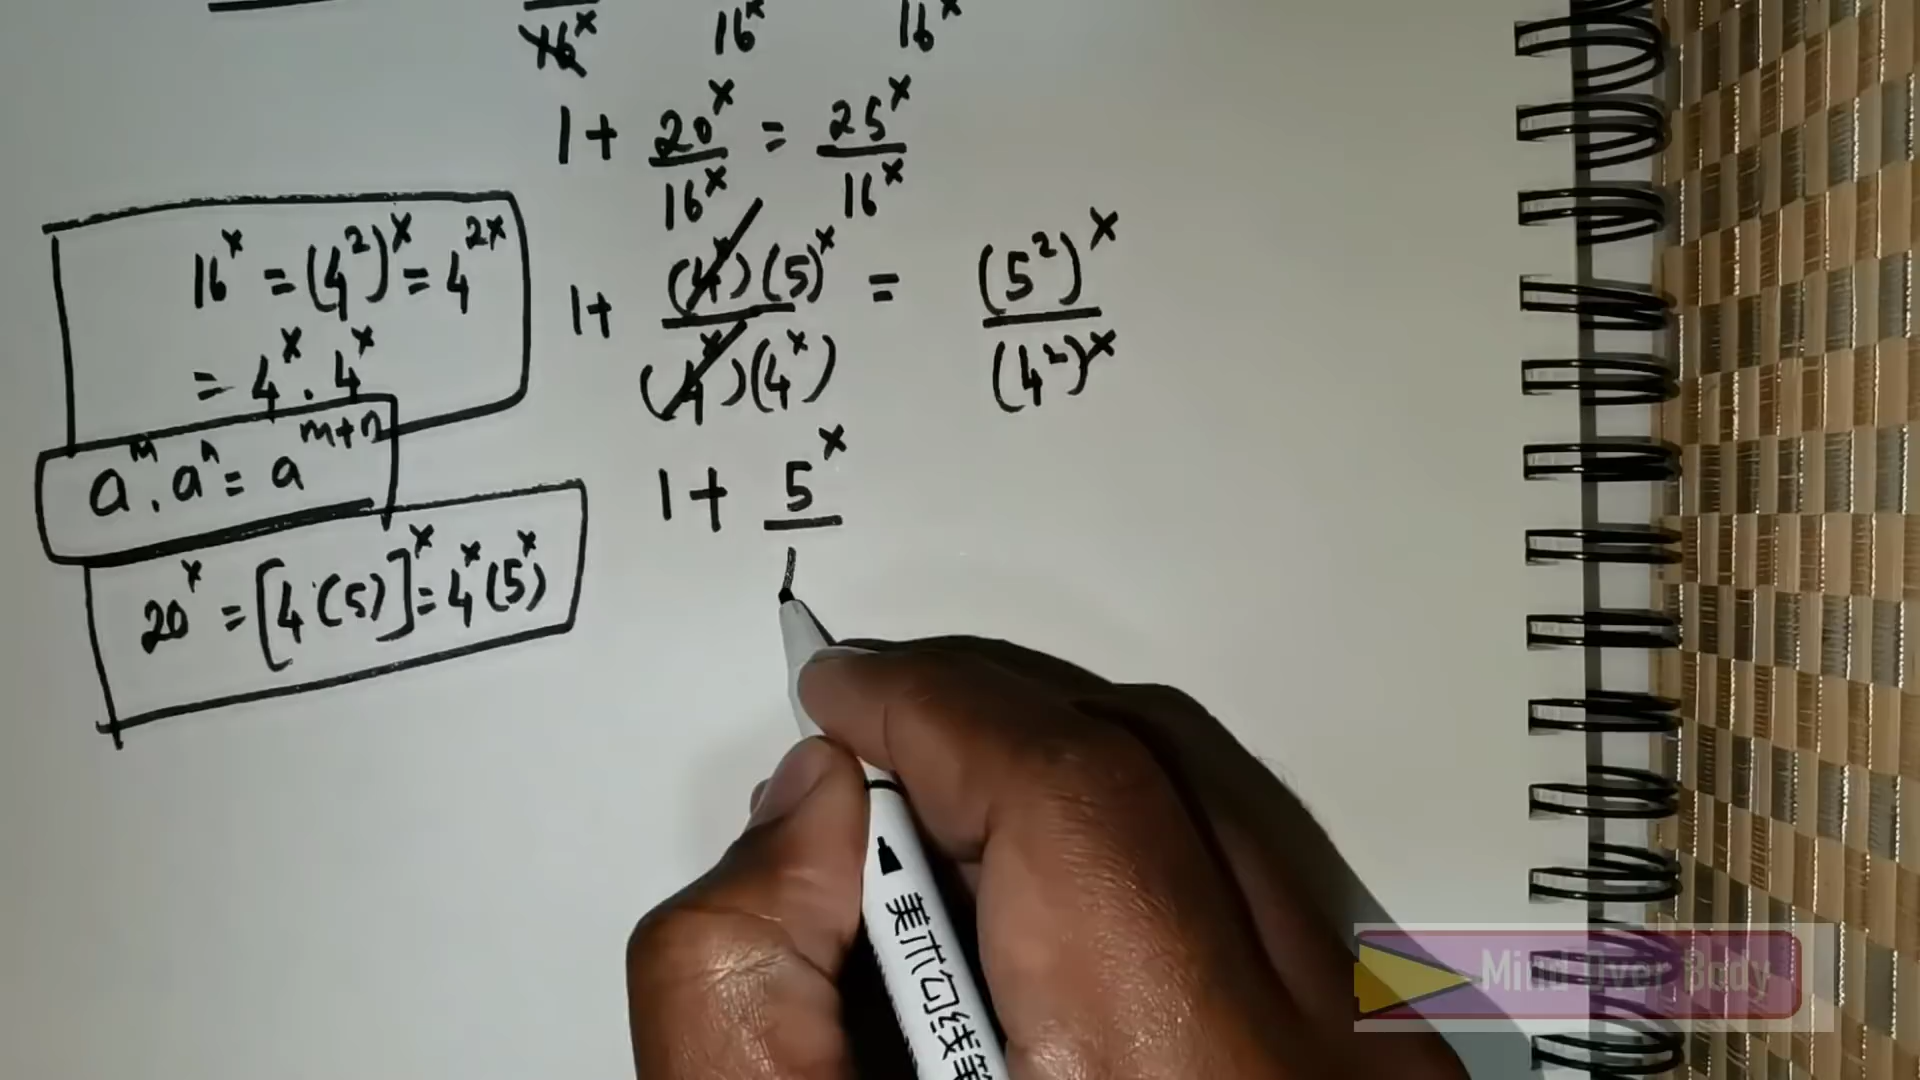 16^x 16^x 16^x
1 + 20^x/16^x = 25^x/16^x
16^x = (4^2)^x = 4^2x
= 4^x . 4^x
1 + (4^x)(5)^x/(4^x)(4^x) = (5^2)^x/(4^2)^x
a^m . a^n = a^m+n
1 + 5^x
20^x = [4(5)]^x = 4^x(5^x)
美术勾线笔
Mind Over Body